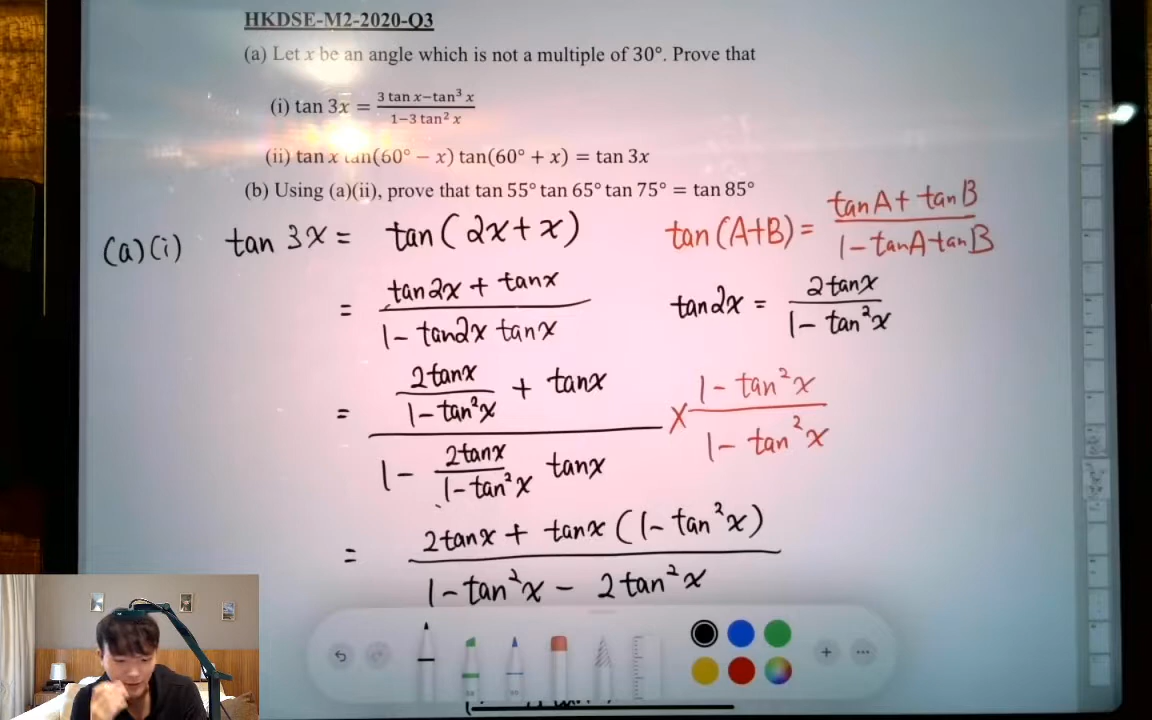 HKDSE-M2-2020-Q3
(a) Let x be an angle which is not a multiple of 30°. Prove that
(i) tan 3x = (3 tan x−tan³ x)/(1−3 tan² x)
(ii) tan x tan(60° − x) tan(60° + x) = tan 3x
(b) Using (a)(ii), prove that tan 55° tan 65° tan 75° = tan 85°
(a)(i) tan 3x = tan(2x+x)
tan(A+B) = (tanA + tanB)/(1 − tanA tanB)
= (tan2x + tanx)/(1 − tan2x tanx)
tan2x = (2tanx)/(1 − tan²x)
= ((2tanx)/(1 − tan²x) + tanx)/(1 − (2tanx)/(1 − tan²x) tanx) × (1 − tan²x)/(1 − tan²x)
= (2tanx + tanx(1 − tan²x))/(1 − tan²x − 2tan²x)